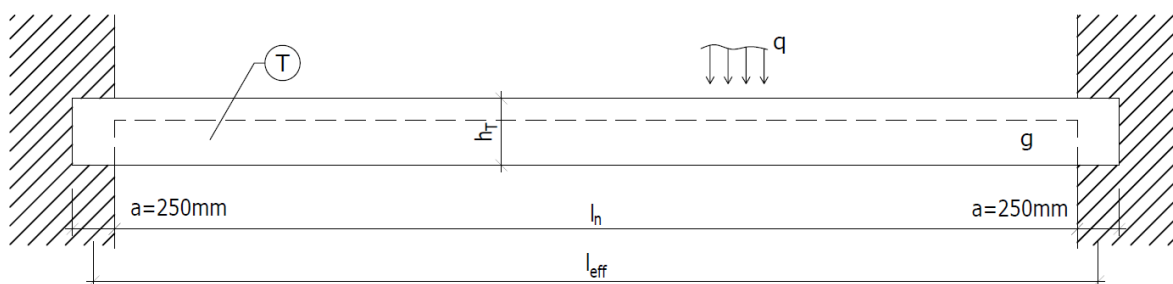 q
T
h_T
g
a=250mm
l_n
a=250mm
l_eff